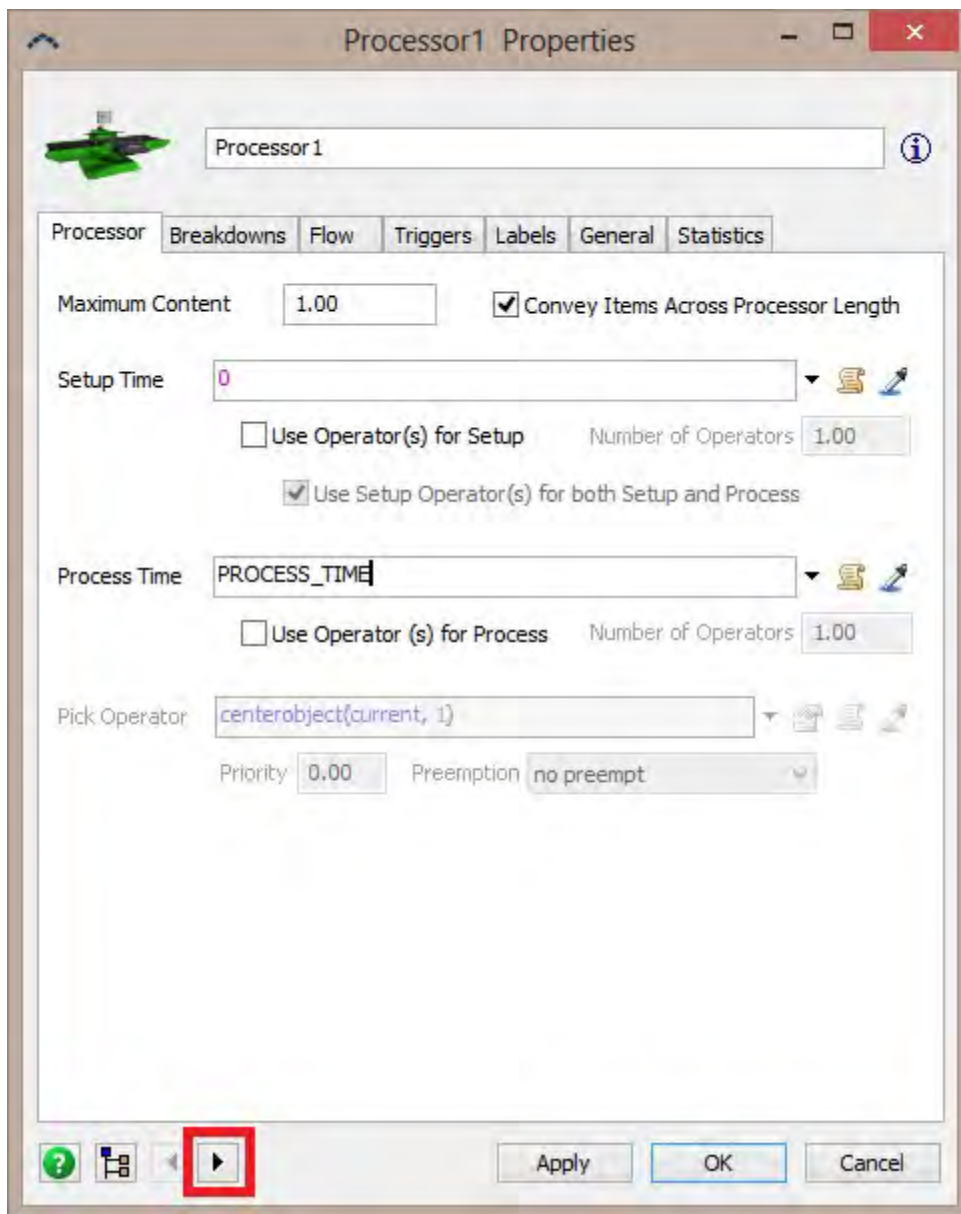 Processor1 Properties
Processor1
Processor Breakdowns Flow Triggers Labels General Statistics
Maximum Content 1.00 Convey Items Across Processor Length
Setup Time 0
Use Operator(s) for Setup Number of Operators 1.00
Use Setup Operator(s) for both Setup and Process
Process Time PROCESS_TIME
Use Operator (s) for Process Number of Operators 1.00
Pick Operator centerobject(current, 1)
Priority 0.00 Preemption no preempt
? Apply OK Cancel